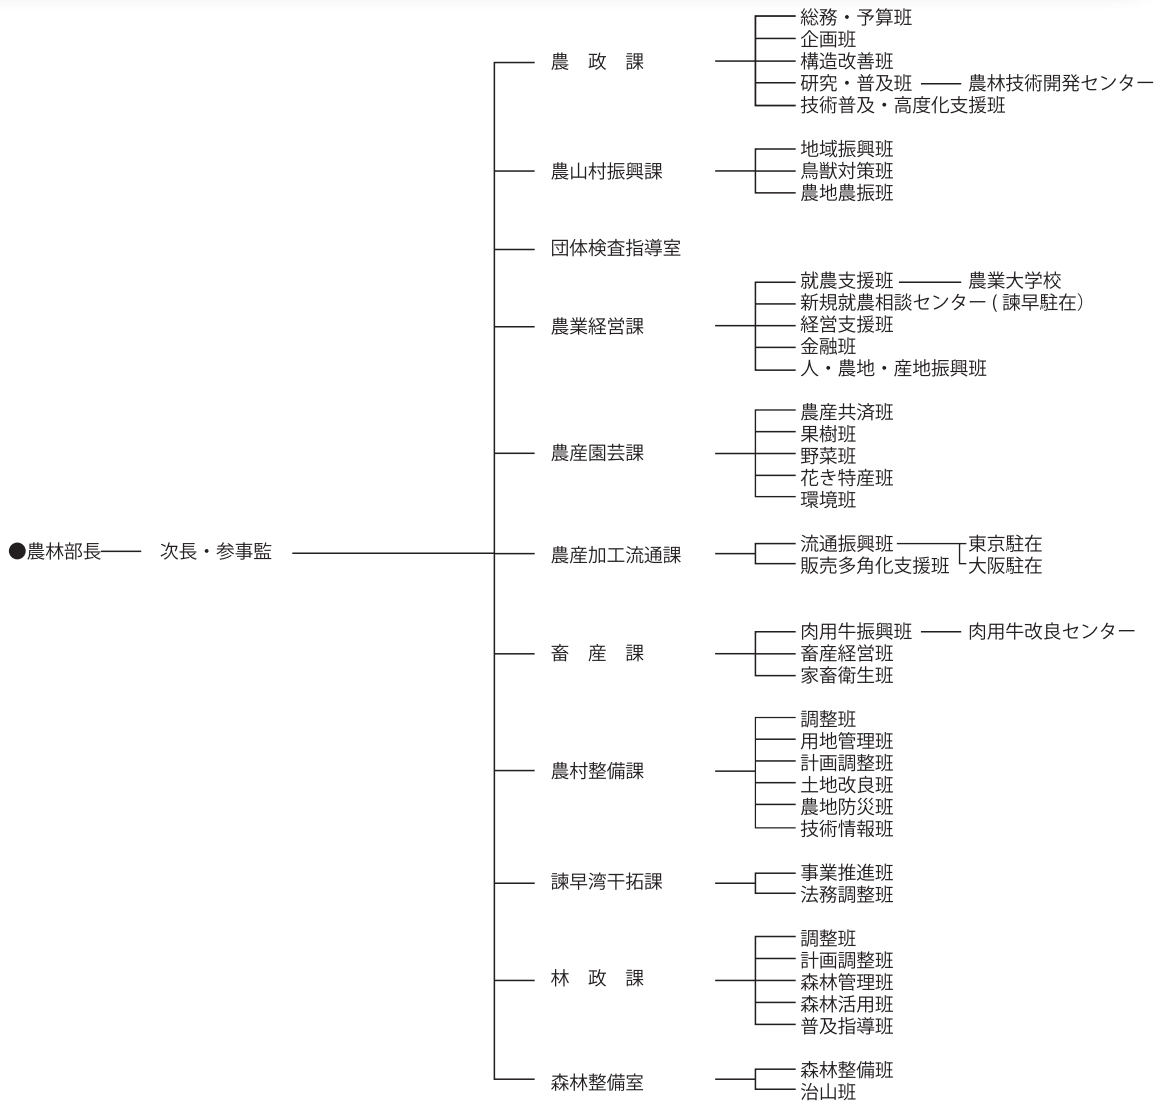 ●農林部長
次長・参事監
農　政　課
総務・予算班
企画班
構造改善班
研究・普及班
農林技術開発センター
技術普及・高度化支援班
農山村振興課
地域振興班
鳥獣対策班
農地農振班
団体検査指導室
農業経営課
就農支援班
農業大学校
新規就農相談センター ( 諫早駐在）
経営支援班
金融班
人・農地・産地振興班
農産園芸課
農産共済班
果樹班
野菜班
花き特産班
環境班
農産加工流通課
流通振興班
東京駐在
販売多角化支援班
大阪駐在
畜　産　課
肉用牛振興班
肉用牛改良センター
畜産経営班
家畜衛生班
農村整備課
調整班
用地管理班
計画調整班
土地改良班
農地防災班
技術情報班
諫早湾干拓課
事業推進班
法務調整班
林　政　課
調整班
計画調整班
森林管理班
森林活用班
普及指導班
森林整備室
森林整備班
治山班